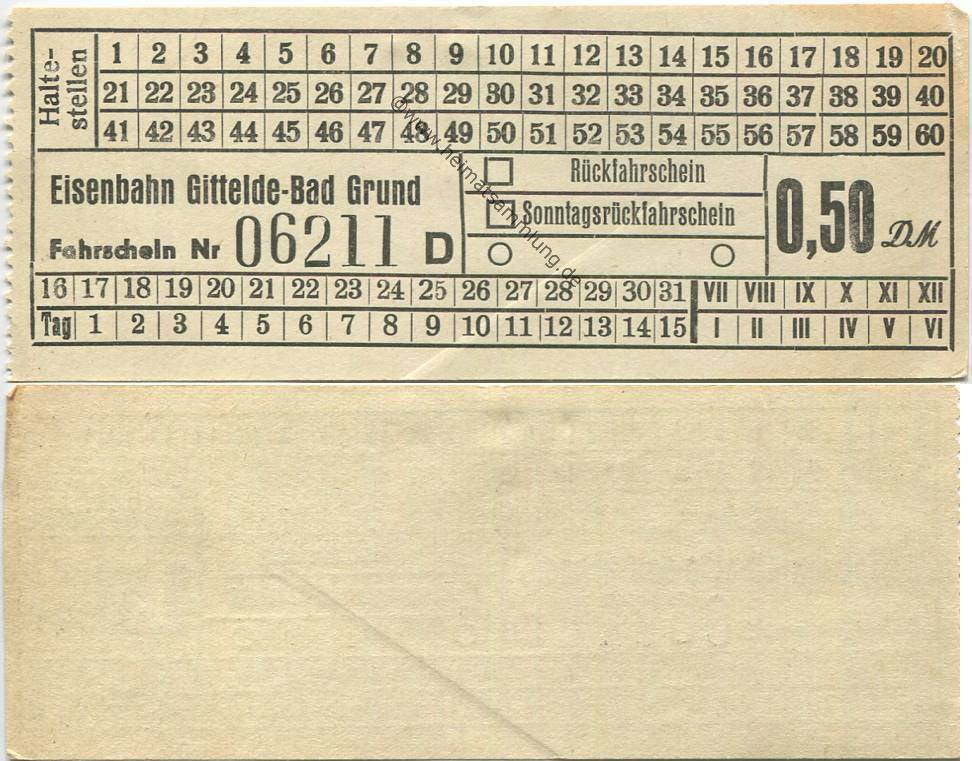 Halte-
stellen
1 2 3 4 5 6 7 8 9 10 11 12 13 14 15 16 17 18 19 20
21 22 23 24 25 26 27 28 29 30 31 32 33 34 35 36 37 38 39 40
41 42 43 44 45 46 47 48 49 50 51 52 53 54 55 56 57 58 59 60
Eisenbahn Gittelde-Bad Grund
Fahrschein Nr 06211 D
Rückfahrschein
Sonntagsrückfahrschein
0,50 DM
16 17 18 19 20 21 22 23 24 25 26 27 28 29 30 31 VII VIII IX X XI XII
Tag 1 2 3 4 5 6 7 8 9 10 11 12 13 14 15 I II III IV V VI
©www.heimatsammlung.de